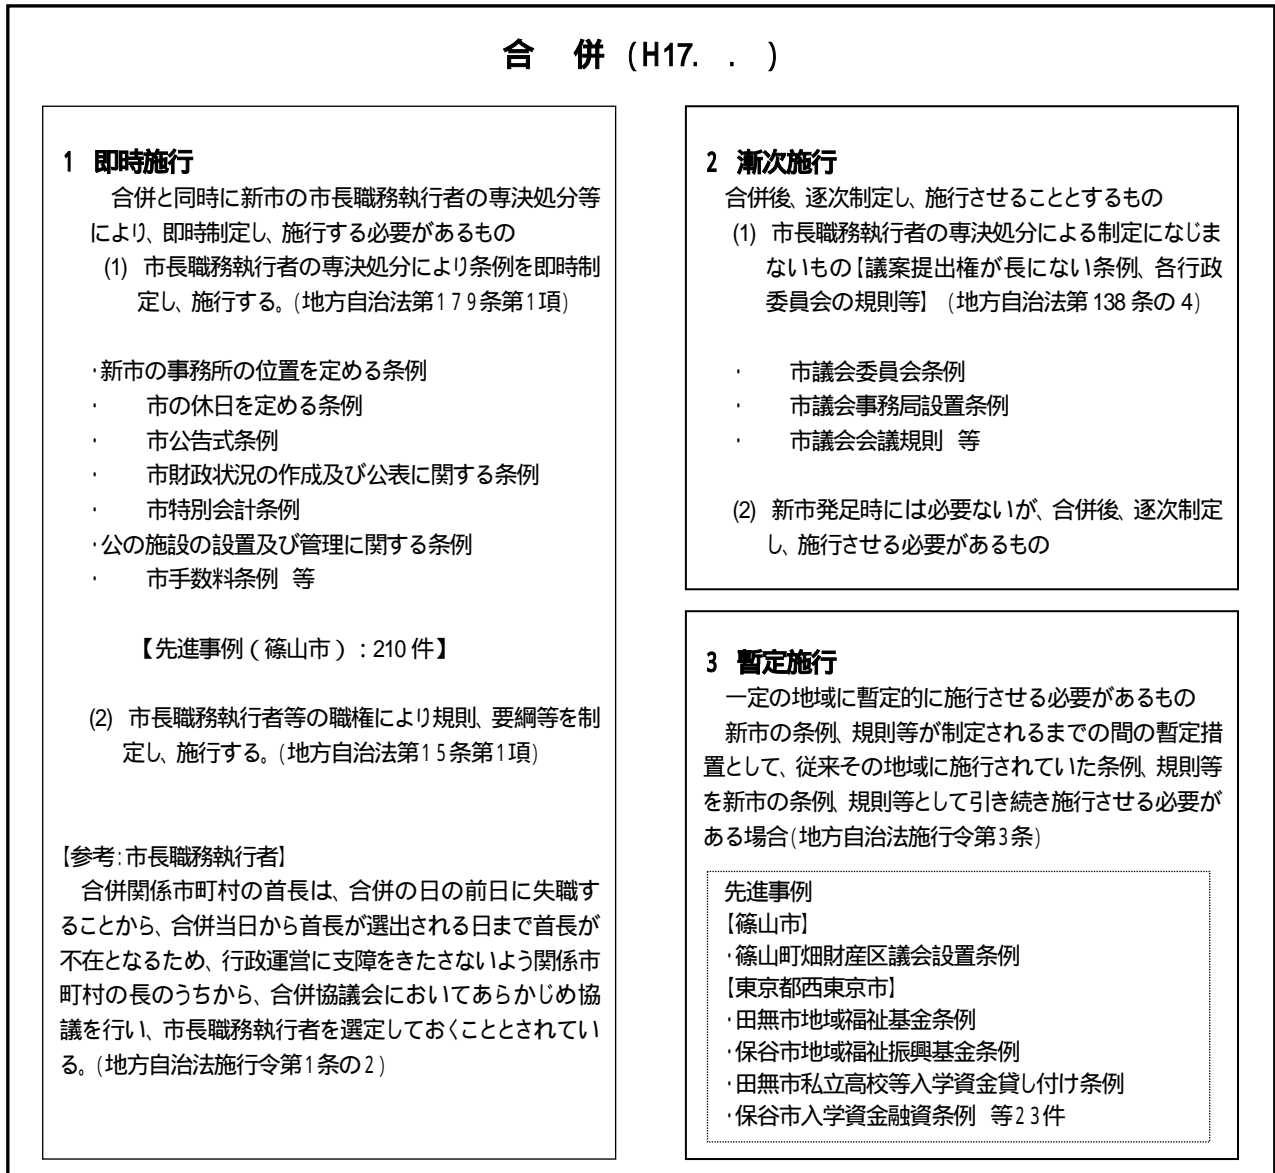 合　併 (H17.　.　)
1 即時施行
合併と同時に新市の市長職務執行者の専決処分等
により、即時制定し、施行する必要があるもの
(1) 市長職務執行者の専決処分により条例を即時制
定し、施行する。(地方自治法第179条第1項)
・新市の事務所の位置を定める条例
・　　市の休日を定める条例
・　　市公告式条例
・　　市財政状況の作成及び公表に関する条例
・　　市特別会計条例
・公の施設の設置及び管理に関する条例
・　　市手数料条例 等
【先進事例（篠山市）：210件】
(2) 市長職務執行者等の職権により規則、要綱等を制
定し、施行する。(地方自治法第15条第1項)
【参考:市長職務執行者】
合併関係市町村の首長は、合併の日の前日に失職す
ることから、合併当日から首長が選出される日まで首長が
不在となるため、行政運営に支障をきたさないよう関係市
町村の長のうちから、合併協議会においてあらかじめ協
議を行い、市長職務執行者を選定しておくこととされてい
る。(地方自治法施行令第1条の2)
2 漸次施行
合併後、逐次制定し、施行させることとするもの
(1) 市長職務執行者の専決処分による制定になじま
ないもの【議案提出権が長にない条例、各行政
委員会の規則等】 (地方自治法第 138 条の 4)
・　　市議会委員会条例
・　　市議会事務局設置条例
・　　市議会会議規則 等
(2) 新市発足時には必要ないが、合併後、逐次制定
し、施行させる必要があるもの
3 暫定施行
一定の地域に暫定的に施行させる必要があるもの
新市の条例、規則等が制定されるまでの間の暫定措
置として、従来その地域に施行されていた条例、規則等
を新市の条例、規則等として引き続き施行させる必要が
ある場合(地方自治法施行令第3条)
先進事例
【篠山市】
・篠山町畑財産区議会設置条例
【東京都西東京市】
・田無市地域福祉基金条例
・保谷市地域福祉振興基金条例
・田無市私立高校等入学資金貸し付け条例
・保谷市入学資金融資条例 等23件